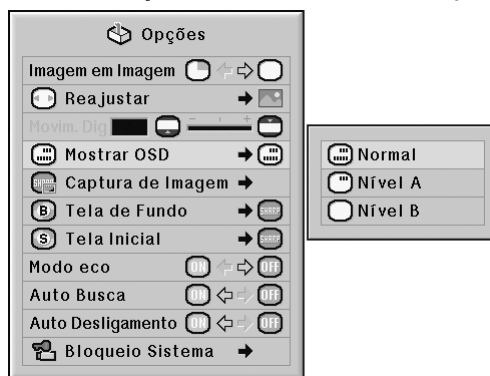 Opções
Imagem em Imagem
Reajustar
Movim. Dig
Mostrar OSD
Captura de Imagem
B Tela de Fundo SHARP
S Tela Inicial SHARP
Modo eco ON OFF
Auto Busca ON OFF
Auto Desligamento ON OFF
Bloqueio Sistema
Normal
Nível A
Nível B